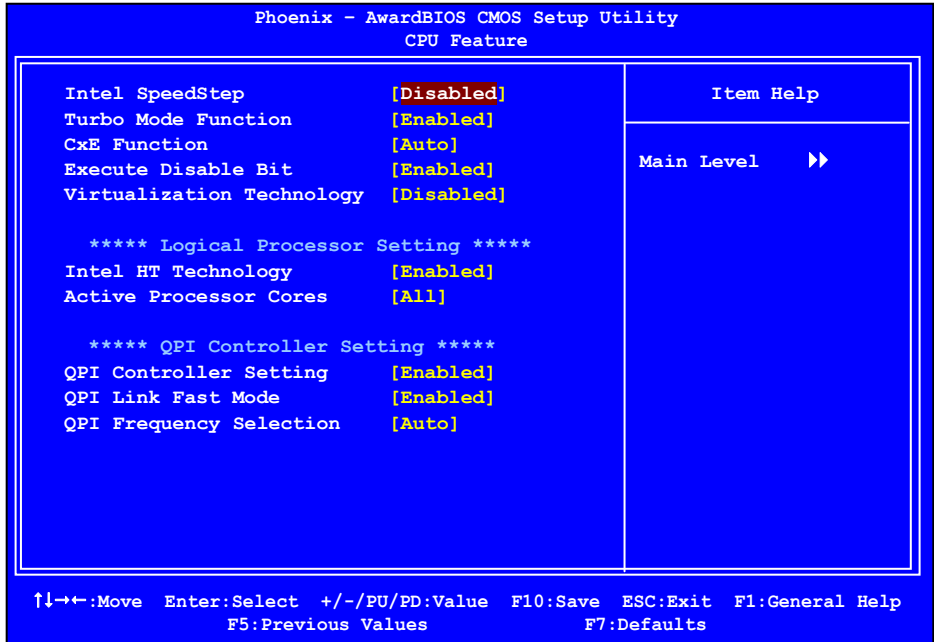 Phoenix – AwardBIOS CMOS Setup Utility
CPU Feature
Intel SpeedStep [Disabled]
Turbo Mode Function [Enabled]
CxE Function [Auto]
Execute Disable Bit [Enabled]
Virtualization Technology [Disabled]
***** Logical Processor Setting *****
Intel HT Technology [Enabled]
Active Processor Cores [All]
***** QPI Controller Setting *****
QPI Controller Setting [Enabled]
QPI Link Fast Mode [Enabled]
QPI Frequency Selection [Auto]
Item Help
Main Level
↑↓→←:Move Enter:Select +/-/PU/PD:Value F10:Save ESC:Exit F1:General Help
F5:Previous Values F7:Defaults